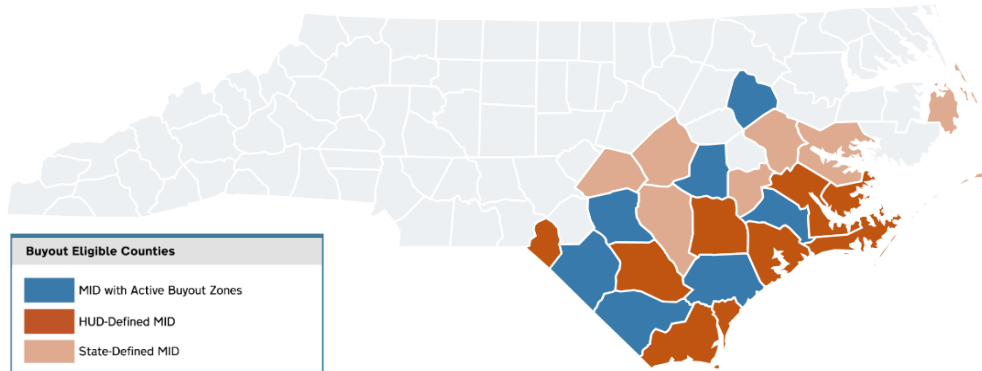 Buyout Eligible Counties
MID with Active Buyout Zones
HUD-Defined MID
State-Defined MID